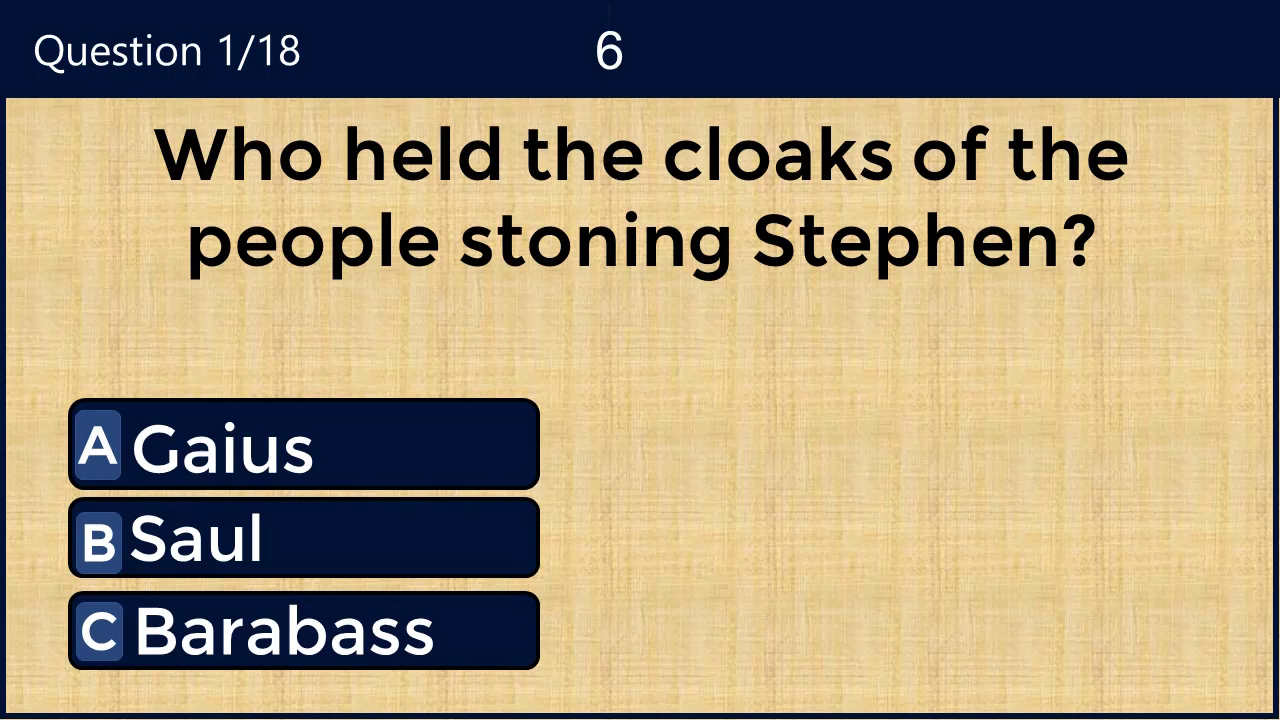 Question 1/18
6
Who held the cloaks of the
people stoning Stephen?
A Gaius
B Saul
C Barabass